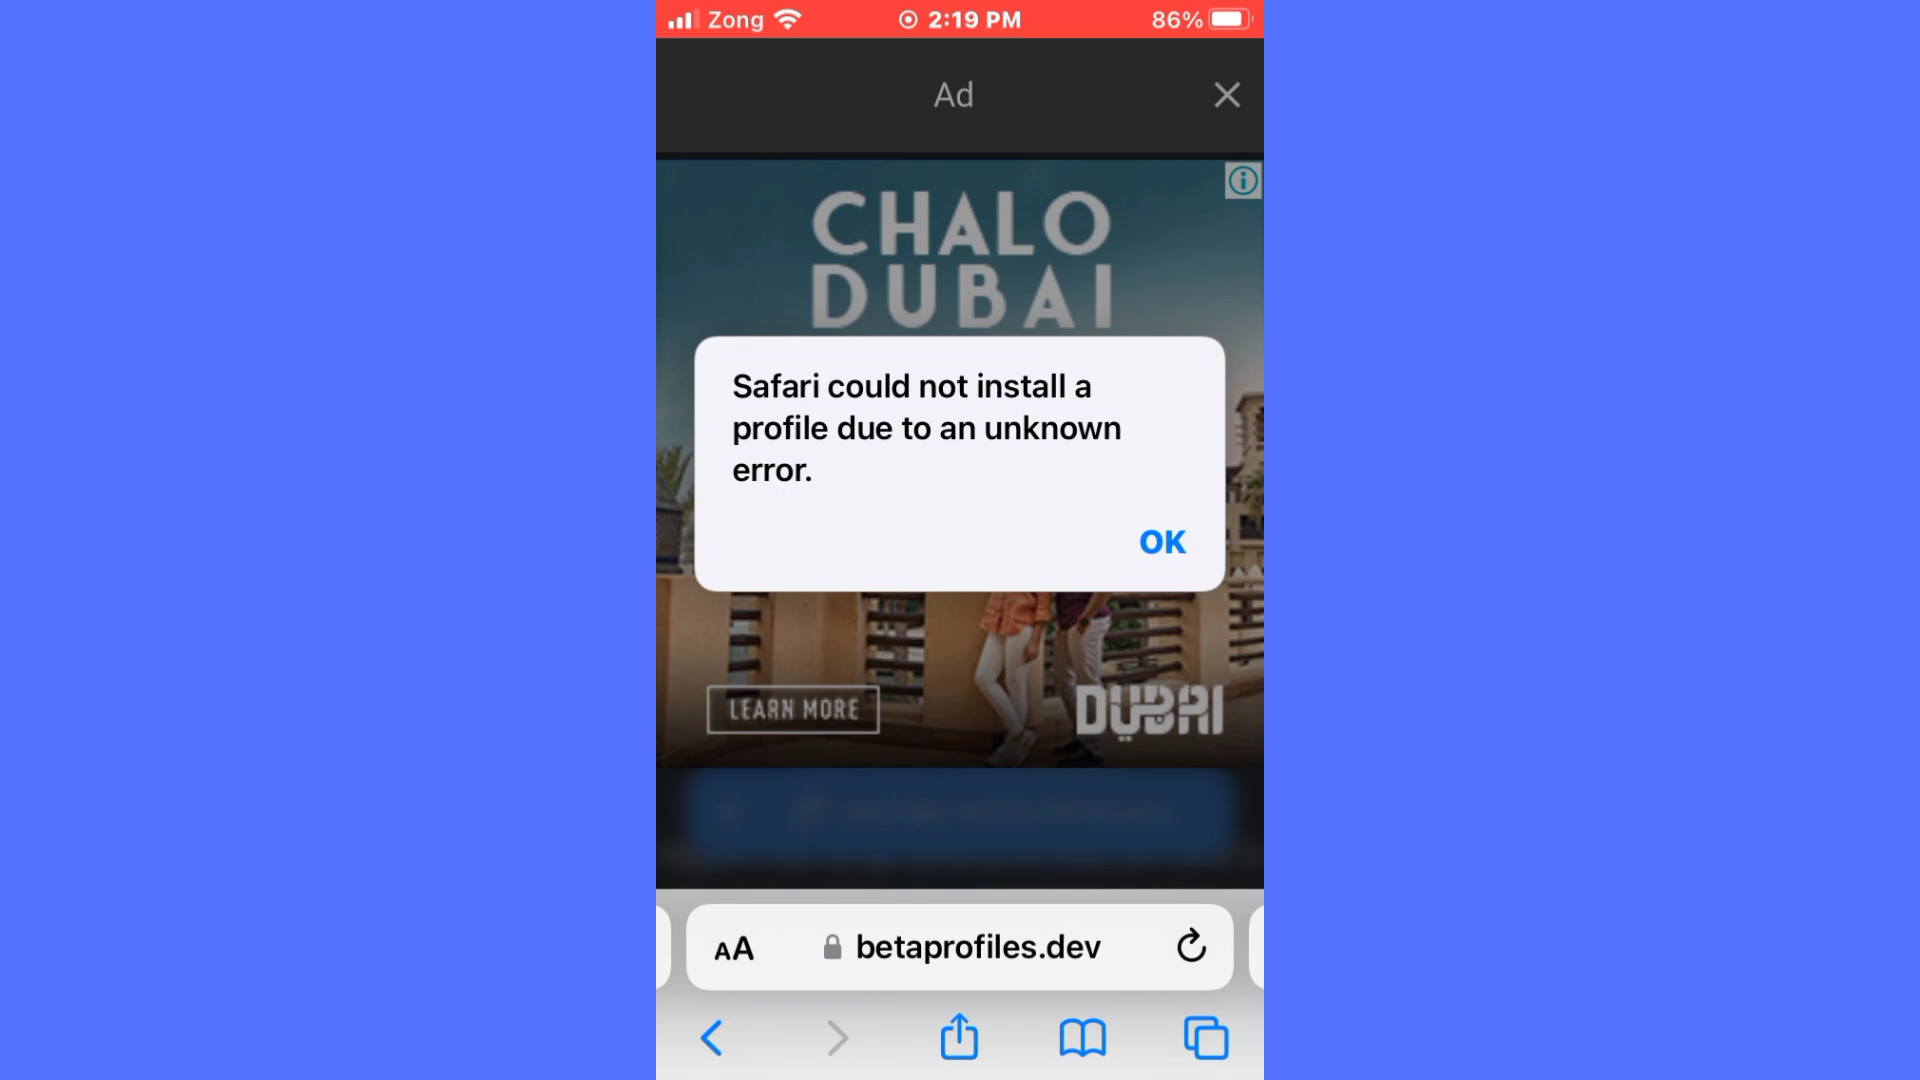 Zong 2:19 PM 86%
Ad
CHALO
DUBAI
Safari could not install a
profile due to an unknown
error.
OK
LEARN MORE
DUBAI
AA betaprofiles.dev